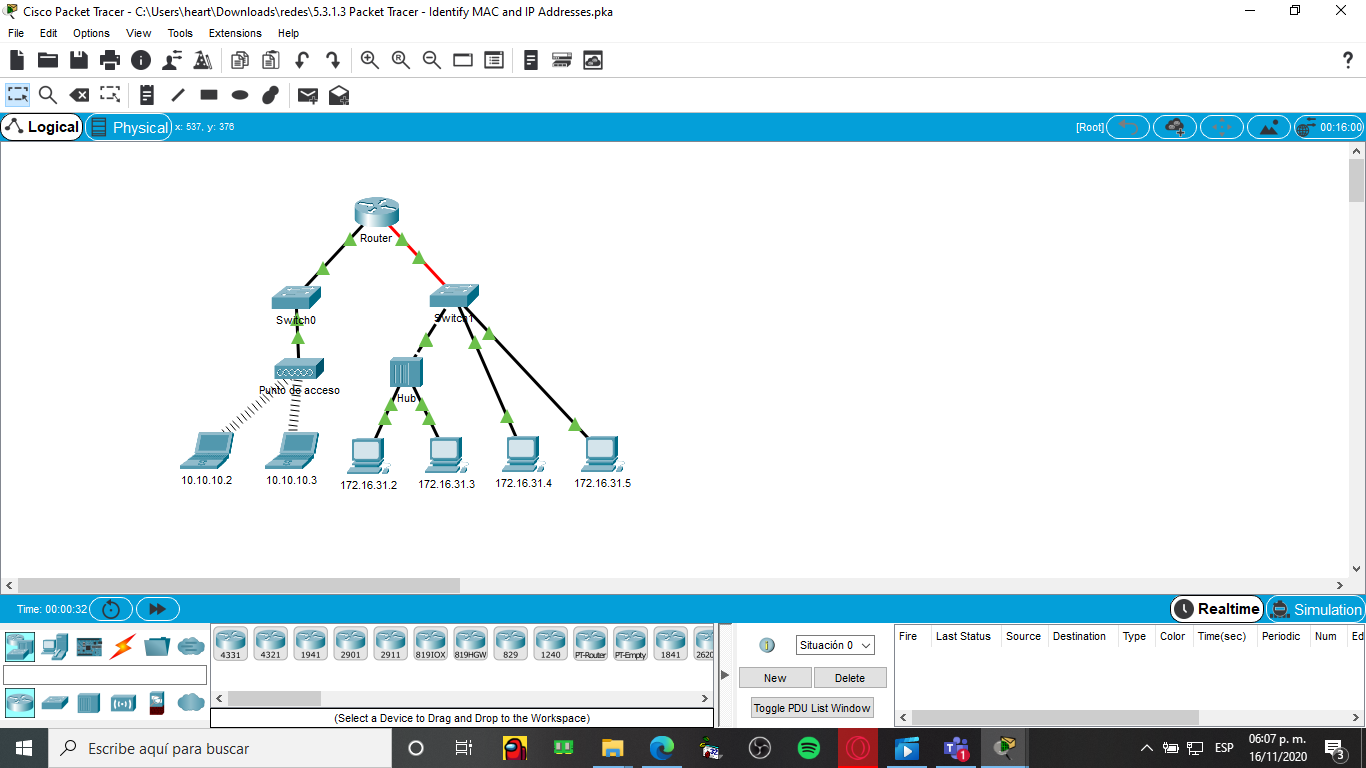 Cisco Packet Tracer - C:\Users\heart\Downloads\redes\5.3.1.3 Packet Tracer - Identify MAC and IP Addresses.pka
File Edit Options View Tools Extensions Help
?
Logical Physical x: 537, y: 376 [Root] 00:16:00
Router
Switch0
Switch1
Punto de acceso
Hub
10.10.10.2
10.10.10.3
172.16.31.2
172.16.31.3
172.16.31.4
172.16.31.5
Time: 00:00:32 Realtime Simulation
4331 4321 1941 2901 2911 819IOX 819HGW 829 1240 PT-Router PT-Empty 1841 2620
(Select a Device to Drag and Drop to the Workspace)
Situación 0
New Delete
Toggle PDU List Window
Fire Last Status Source Destination Type Color Time(sec) Periodic Num Edi
Escribe aquí para buscar
1
ESP
06:07 p. m.
16/11/2020
3